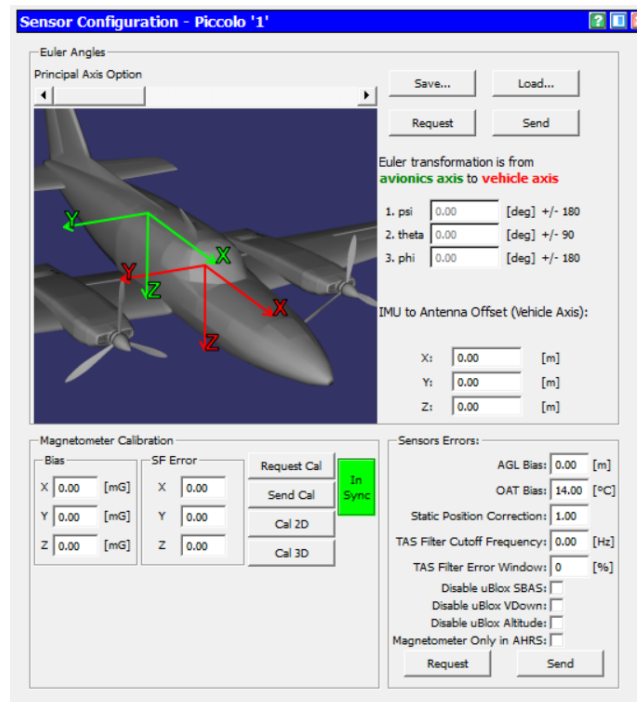 Sensor Configuration - Piccolo '1'
Euler Angles
Principal Axis Option
Y
X
Z
Y
X
Z
Save...
Load...
Request
Send
Euler transformation is from
avionics axis to vehicle axis
1. psi 0.00 [deg] +/- 180
2. theta 0.00 [deg] +/- 90
3. phi 0.00 [deg] +/- 180
IMU to Antenna Offset (Vehicle Axis):
X: 0.00 [m]
Y: 0.00 [m]
Z: 0.00 [m]
Magnetometer Calibration
Bias
X 0.00 [mG]
Y 0.00 [mG]
Z 0.00 [mG]
SF Error
X 0.00
Y 0.00
Z 0.00
Request Cal
Send Cal
Cal 2D
Cal 3D
In
Sync
Sensors Errors:
AGL Bias: 0.00 [m]
OAT Bias: 14.00 [ºC]
Static Position Correction: 1.00
TAS Filter Cutoff Frequency: 0.00 [Hz]
TAS Filter Error Window: 0 [%]
Disable uBlox SBAS:
Disable uBlox VDown:
Disable uBlox Altitude:
Magnetometer Only in AHRS:
Request
Send